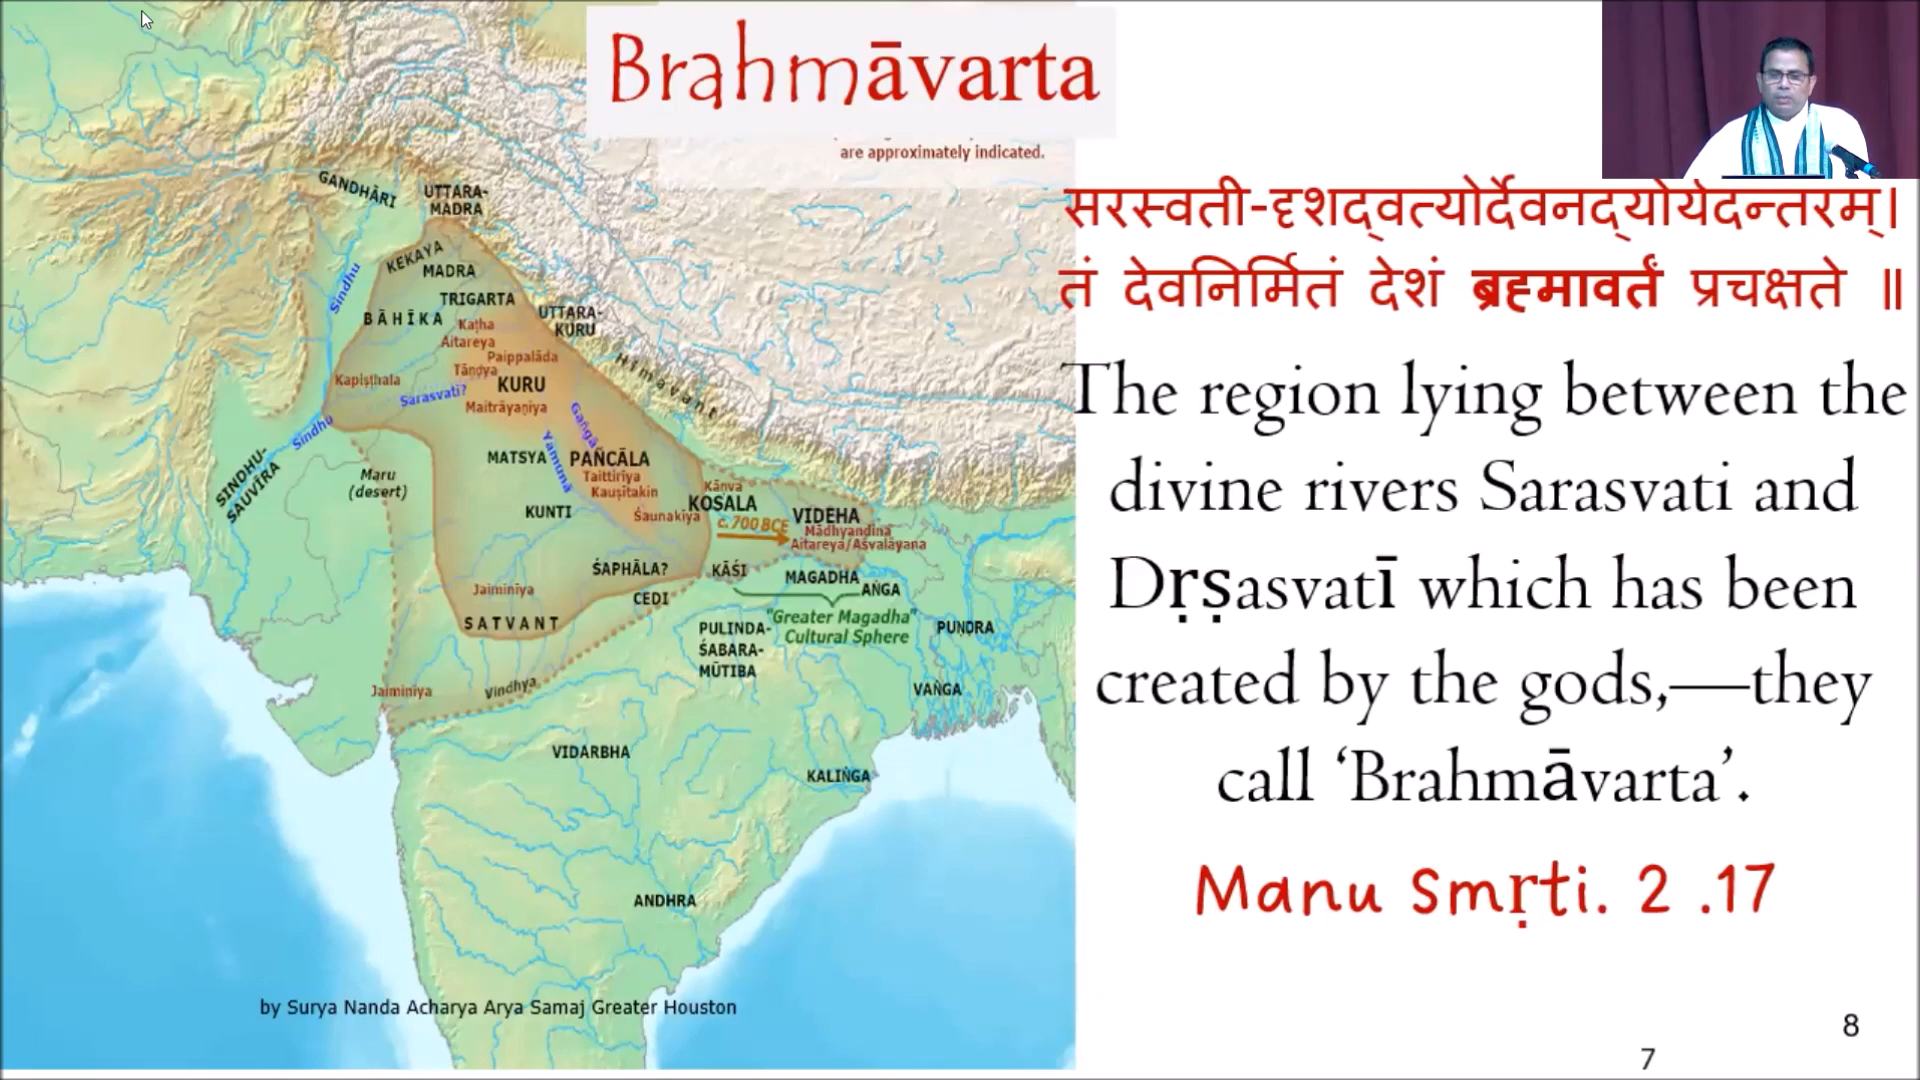 Brahmāvarta
are approximately indicated.
सरस्वती-दृशद्वत्योर्देवनद्योर्यदन्तरम्।
तं देवनिर्मितं देशं ब्रह्मावर्तं प्रचक्षते ॥
The region lying between the
divine rivers Sarasvati and
Dṛṣasvatī which has been
created by the gods,—they
call ‘Brahmāvarta’.
Manu Smṛti. 2 .17
GANDHĀRI
UTTARA-
MADRA
KEKAYA
MADRA
Sindhu
TRIGARTA
BĀHĪKA
UTTARA-
KURU
Kaṭha
Aitareya
Paippalāda
Tāṇḍya
Himavant
Kapiṣṭhala
KURU
Sarasvati?
Maitrāyaṇiya
Gaṅgā
Sindhu
Yamunā
MATSYA
PAÑCĀLA
SINDHU-
SAUVĪRA
Maru
(desert)
Taittirīya
Kauṣitakin
Kānva
KOSALA
KUNTI
Śaunakiya
c.700 BCE
VIDEHA
Mādhyandina
Aitareya/Aśvalāyana
ŚAPHĀLA?
KĀŚI
MAGADHA
AṄGA
Jaiminīya
CEDI
SATVANT
"Greater Magadha"
Cultural Sphere
PULINDA-
ŚABARA-
MŪTIBA
PUṆDRA
Jaiminīya
Vindhya
VAṄGA
VIDARBHA
KALIṄGA
ANDHRA
by Surya Nanda Acharya Arya Samaj Greater Houston
8
7